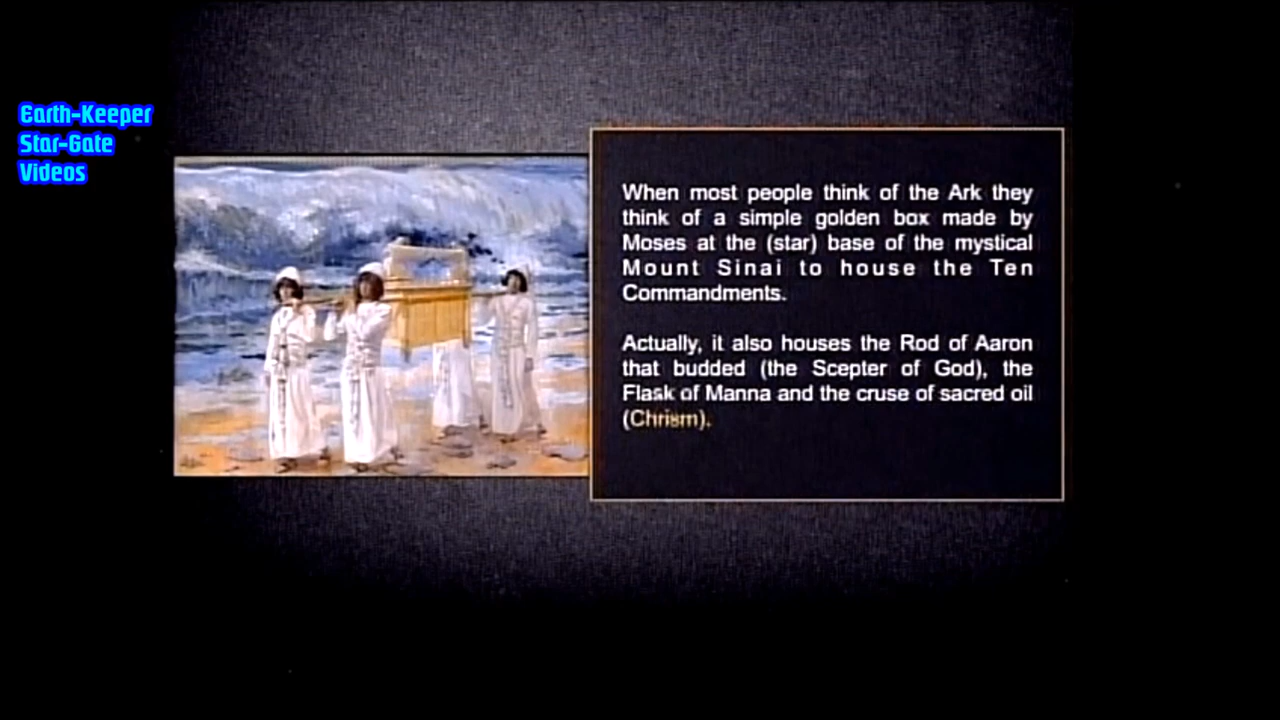 Earth-Keeper
Star-Gate
Videos
When most people think of the Ark they
think of a simple golden box made by
Moses at the (star) base of the mystical
Mount Sinai to house the Ten
Commandments.
Actually, it also houses the Rod of Aaron
that budded (the Scepter of God), the
Flask of Manna and the cruse of sacred oil
(Chrism).